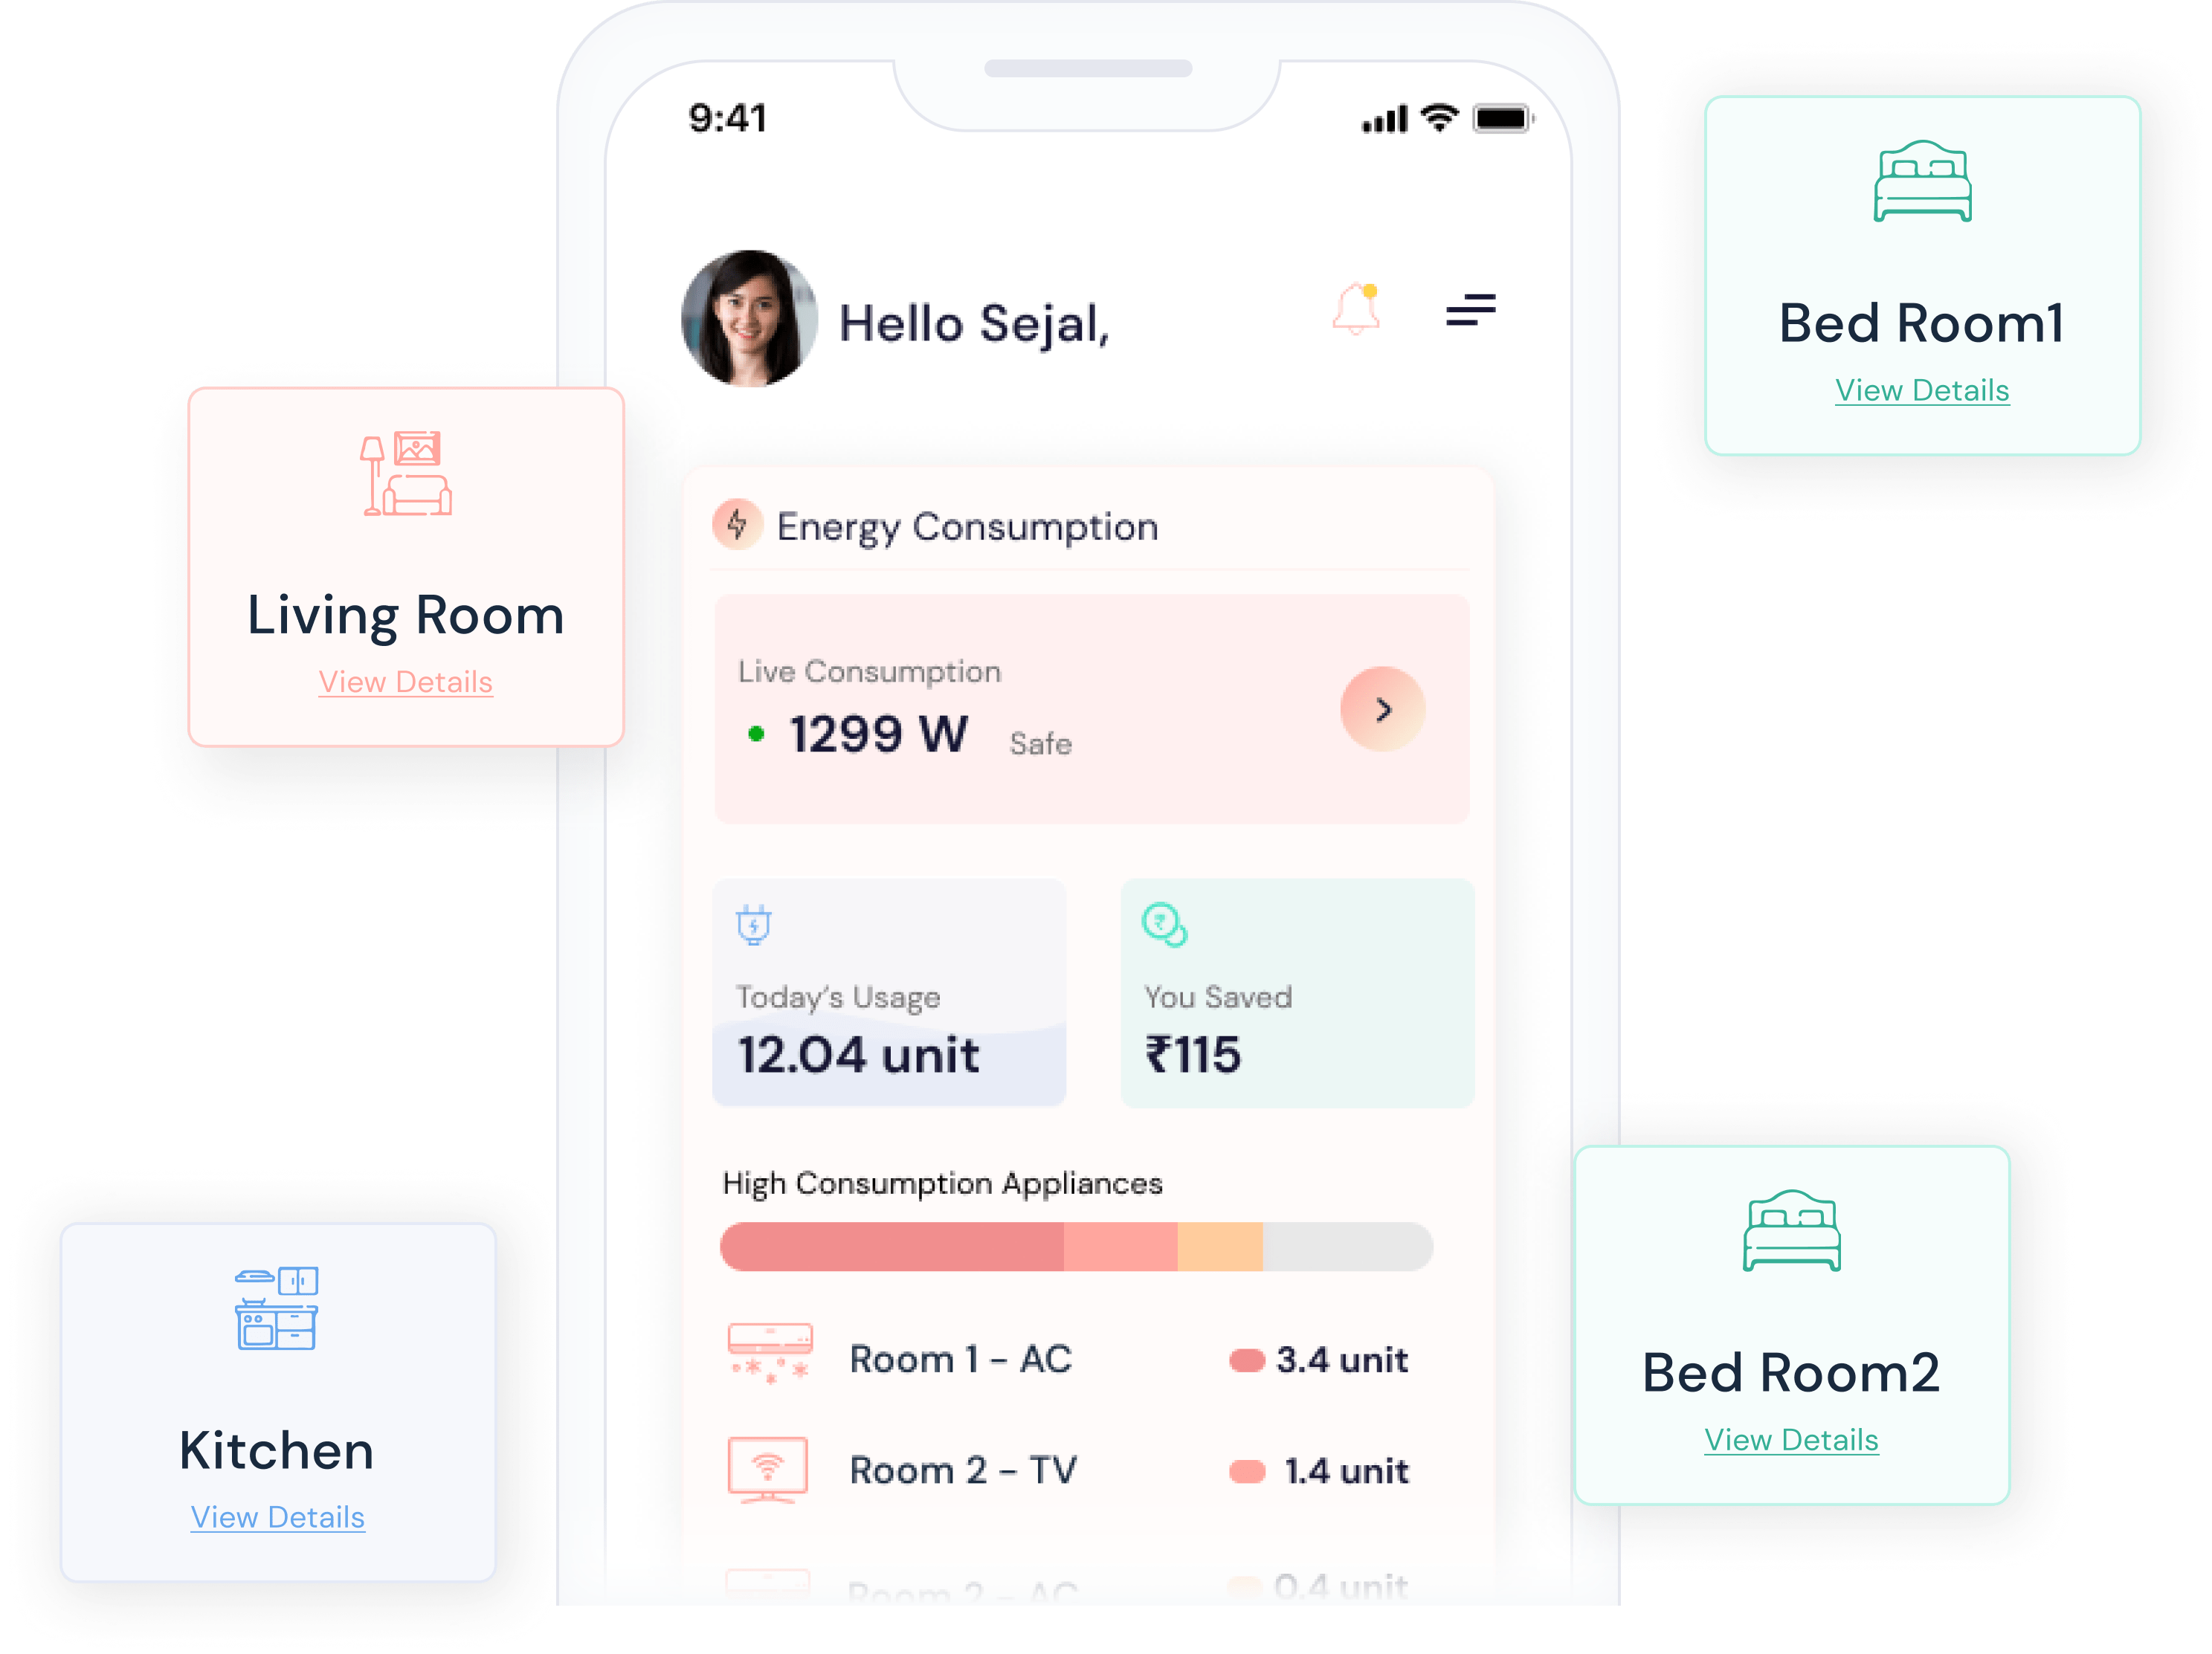 9:41
Hello Sejal,
Bed Room1
View Details
Living Room
View Details
Energy Consumption
Live Consumption
1299 W Safe
Today's Usage
12.04 unit
You Saved
₹115
High Consumption Appliances
Room 1 - AC 3.4 unit
Room 2 - TV 1.4 unit
Room 2 - AC 0.4 unit
Kitchen
View Details
Bed Room2
View Details